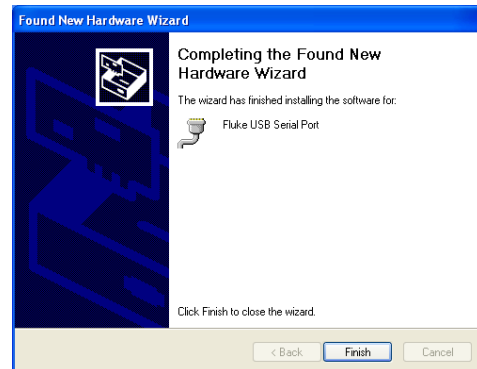 Found New Hardware Wizard
Completing the Found New
Hardware Wizard
The wizard has finished installing the software for:
Fluke USB Serial Port
Click Finish to close the wizard.
< Back
Finish
Cancel